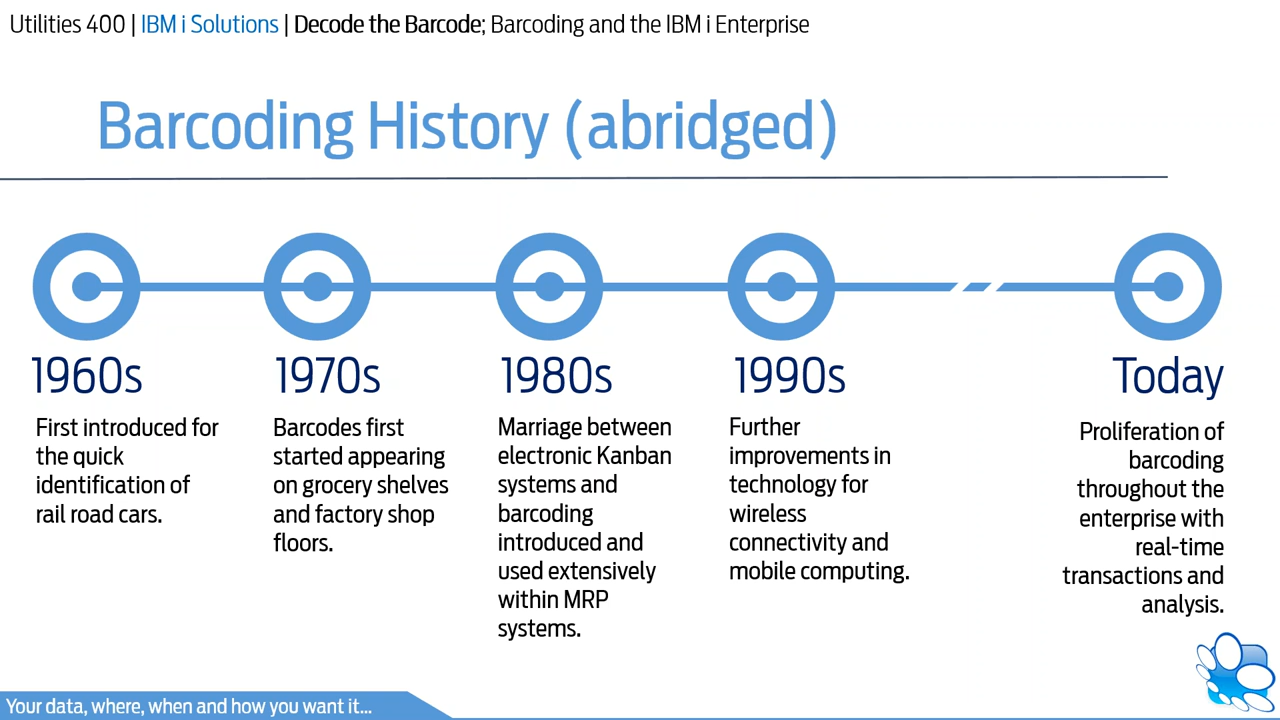 Utilities 400 | IBM i Solutions | Decode the Barcode; Barcoding and the IBM i Enterprise
Barcoding History (abridged)
1960s
First introduced for
the quick
identification of
rail road cars.
1970s
Barcodes first
started appearing
on grocery shelves
and factory shop
floors.
1980s
Marriage between
electronic Kanban
systems and
barcoding
introduced and
used extensively
within MRP
systems.
1990s
Further
improvements in
technology for
wireless
connectivity and
mobile computing.
Today
Proliferation of
barcoding
throughout the
enterprise with
real-time
transactions and
analysis.
Your data, where, when and how you want it...